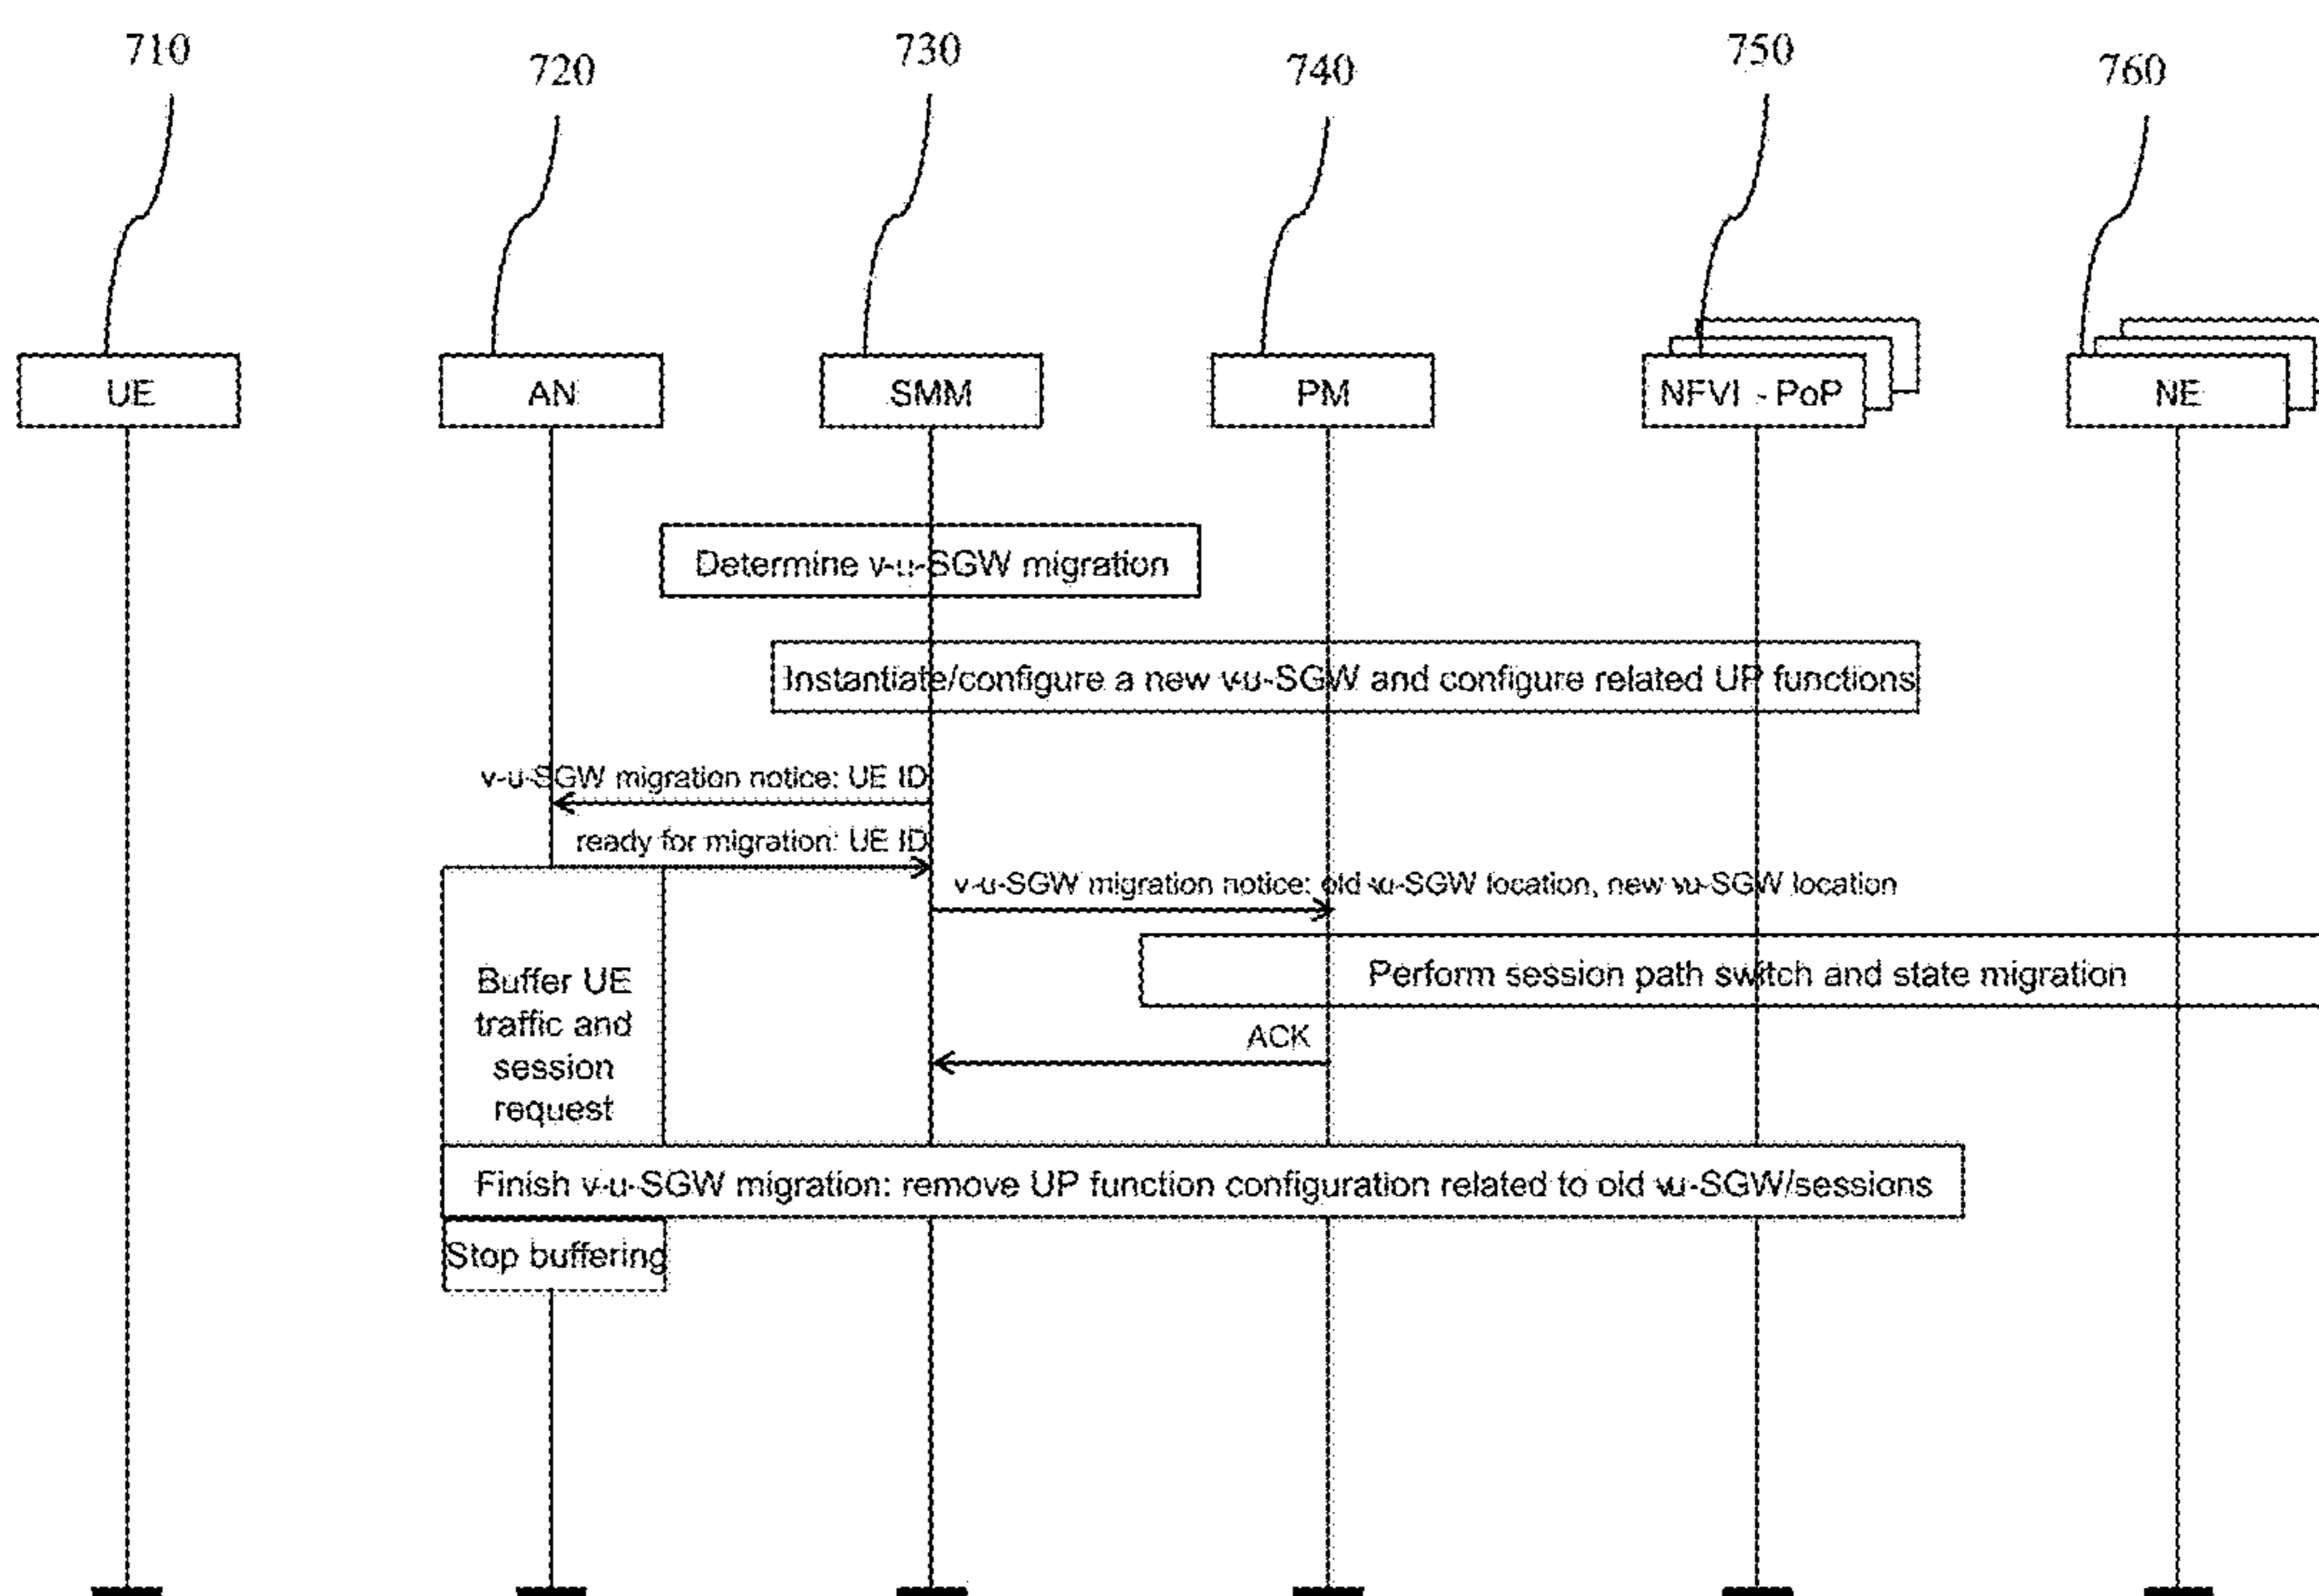 710
720
730
740
750
760
UE
AN
SMM
PM
NFVI - PoP
NE
Determine v-u-SGW migration
Instantiate/configure a new v-u-SGW and configure related UP functions
v-u-SGW migration notice: UE ID
ready for migration: UE ID
v-u-SGW migration notice: old v-u-SGW location, new v-u-SGW location
Perform session path switch and state migration
Buffer UE
traffic and
session
request
ACK
Finish v-u-SGW migration: remove UP function configuration related to old v-u-SGW/sessions
Stop buffering